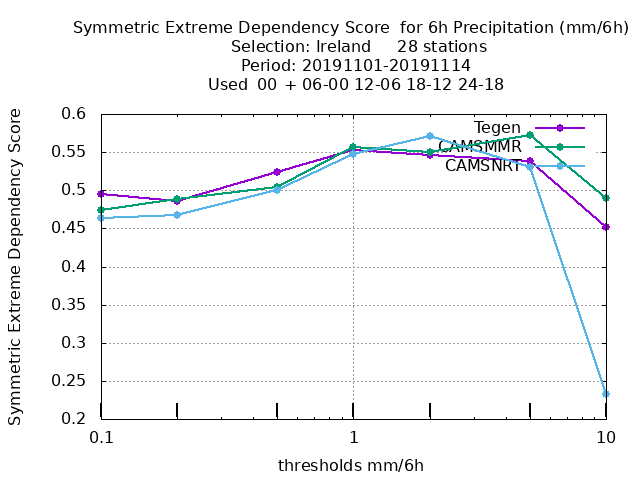 Symmetric Extreme Dependency Score  for 6h Precipitation (mm/6h)
Selection: Ireland     28 stations
Period: 20191101-20191114
Used  00 + 06-00 12-06 18-12 24-18
Symmetric Extreme Dependency Score
0.6
0.55
0.5
0.45
0.4
0.35
0.3
0.25
0.2
Tegen
CAMSMMR
CAMSNRT
0.1
1
10
thresholds mm/6h